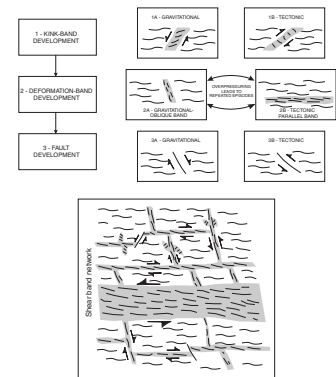 1 - KINK-BAND
DEVELOPMENT
2 - DEFORMATION-BAND
DEVELOPMENT
3 - FAULT DEVELOPMENT
1A - GRAVITATIONAL
1B - TECTONIC
2A - GRAVITATIONAL-
OBLIQUE BAND
OVERPRESSURING
LEADS TO
REPEATED EPISODES
2B - TECTONIC
PARALLEL BAND
3A - GRAVITATIONAL
3B - TECTONIC
Shear band network